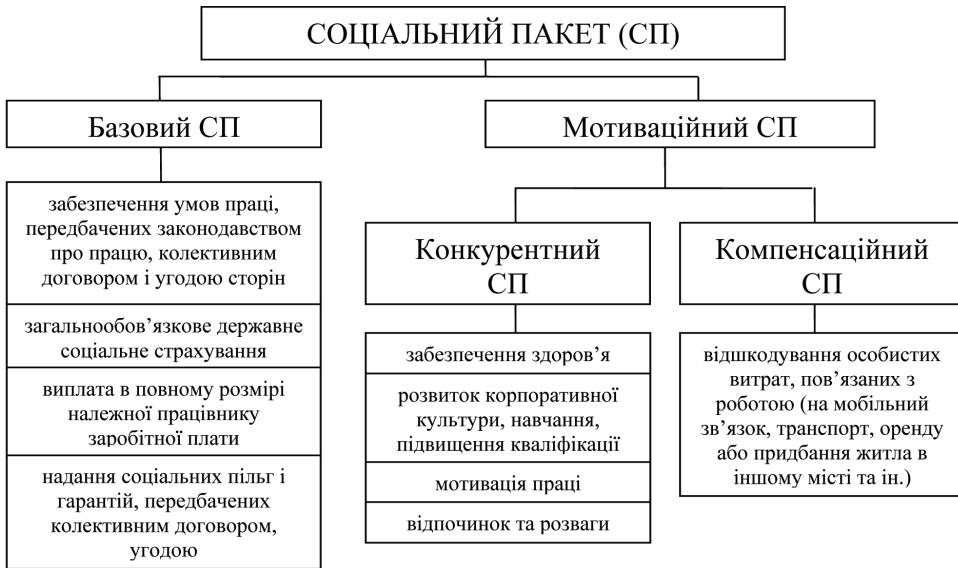 СОЦІАЛЬНИЙ ПАКЕТ (СП)
Базовий СП
забезпечення умов праці,
передбачених законодавством
про працю, колективним
договором і угодою сторін
загальнообов’язкове державне
соціальне страхування
виплата в повному розмірі
належної працівнику
заробітної плати
надання соціальних пільг і
гарантій, передбачених
колективним договором,
угодою
Мотиваційний СП
Конкурентний
СП
забезпечення здоров’я
розвиток корпоративної
культури, навчання,
підвищення кваліфікації
мотивація праці
відпочинок та розваги
Компенсаційний
СП
відшкодування особистих
витрат, пов’язаних з
роботою (на мобільний
зв’язок, транспорт, оренду
або придбання житла в
іншому місті та ін.)